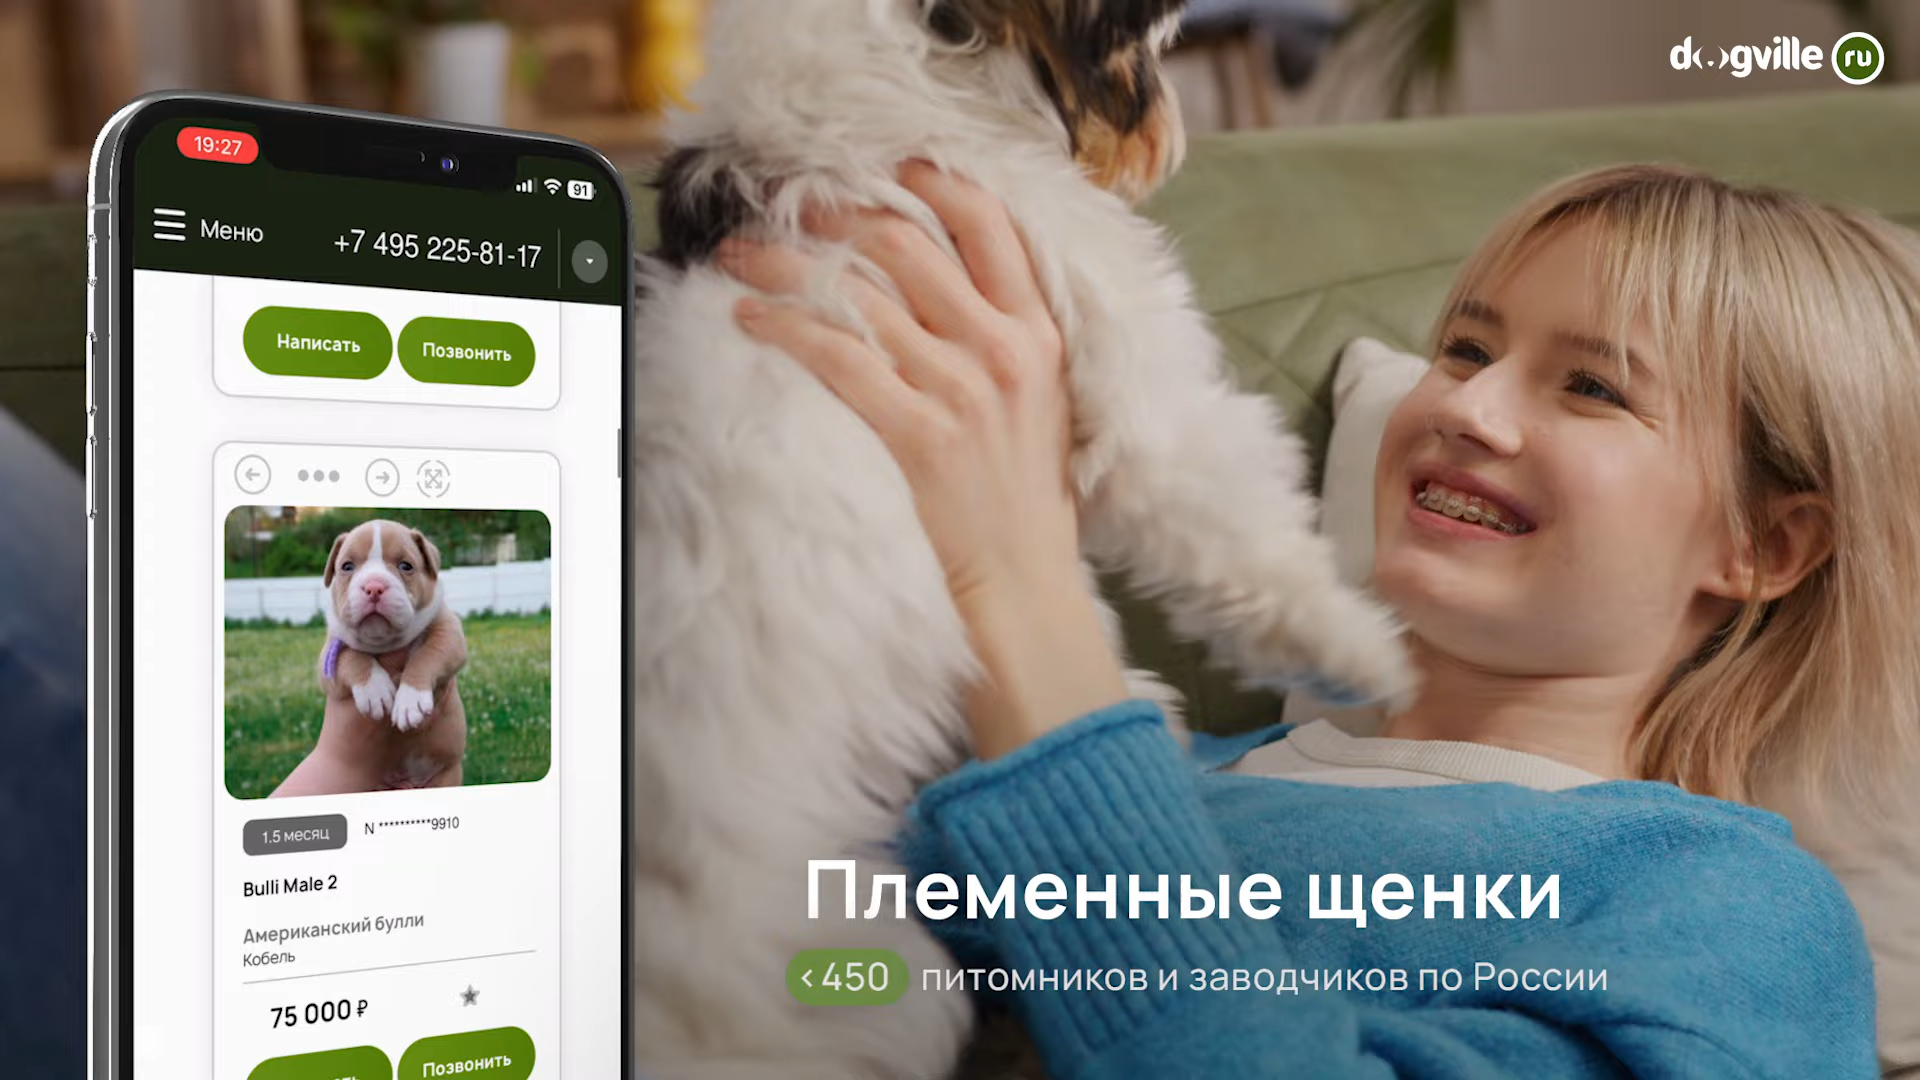 dogville ru
19:27
91
Меню
+7 495 225-81-17
Написать
Позвонить
1.5 месяц
N **********9910
Bulli Male 2
Американский булли
Кобель
75 000 ₽
Позвонить
Племенные щенки
< 450 питомников и заводчиков по России